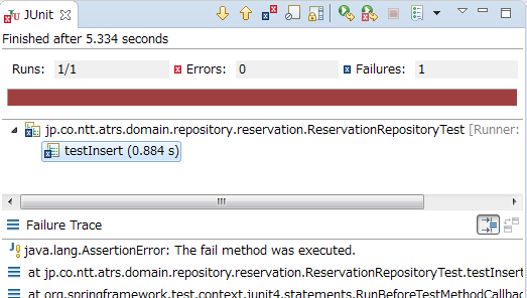 JUnit
Finished after 5.334 seconds
Runs: 1/1 Errors: 0 Failures: 1
jp.co.ntt.atrs.domain.repository.reservation.ReservationRepositoryTest [Runner:
testInsert (0.884 s)
Failure Trace
java.lang.AssertionError: The fail method was executed.
at jp.co.ntt.atrs.domain.repository.reservation.ReservationRepositoryTest.testInsert
at org.springframework.test.context.junit4.statements.RunBeforeTestMethodCallbac